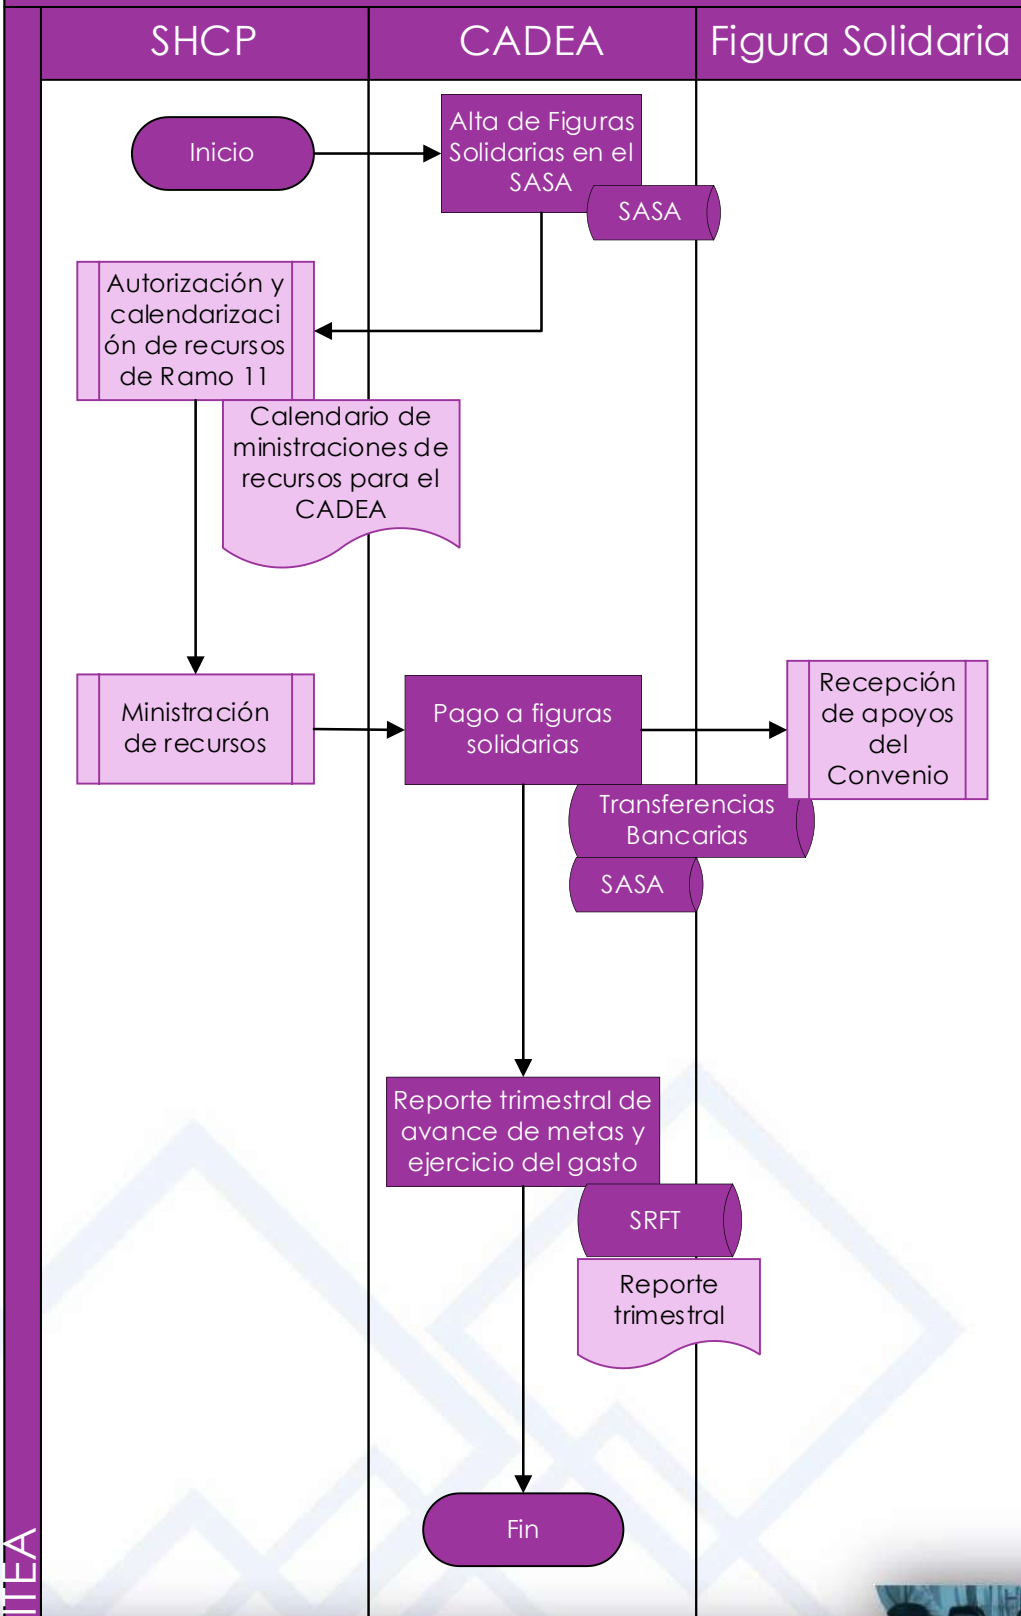 SHCP
CADEA
Figura Solidaria
Inicio
Alta de Figuras
Solidarias en el
SASA
SASA
Autorización y
calendarizaci
ón de recursos
de Ramo 11
Calendario de
ministraciones de
recursos para el
CADEA
Ministración
de recursos
Pago a figuras
solidarias
Recepción
de apoyos
del
Convenio
Transferencias
Bancarias
SASA
Reporte trimestral de
avance de metas y
ejercicio del gasto
SRFT
Reporte
trimestral
Fin